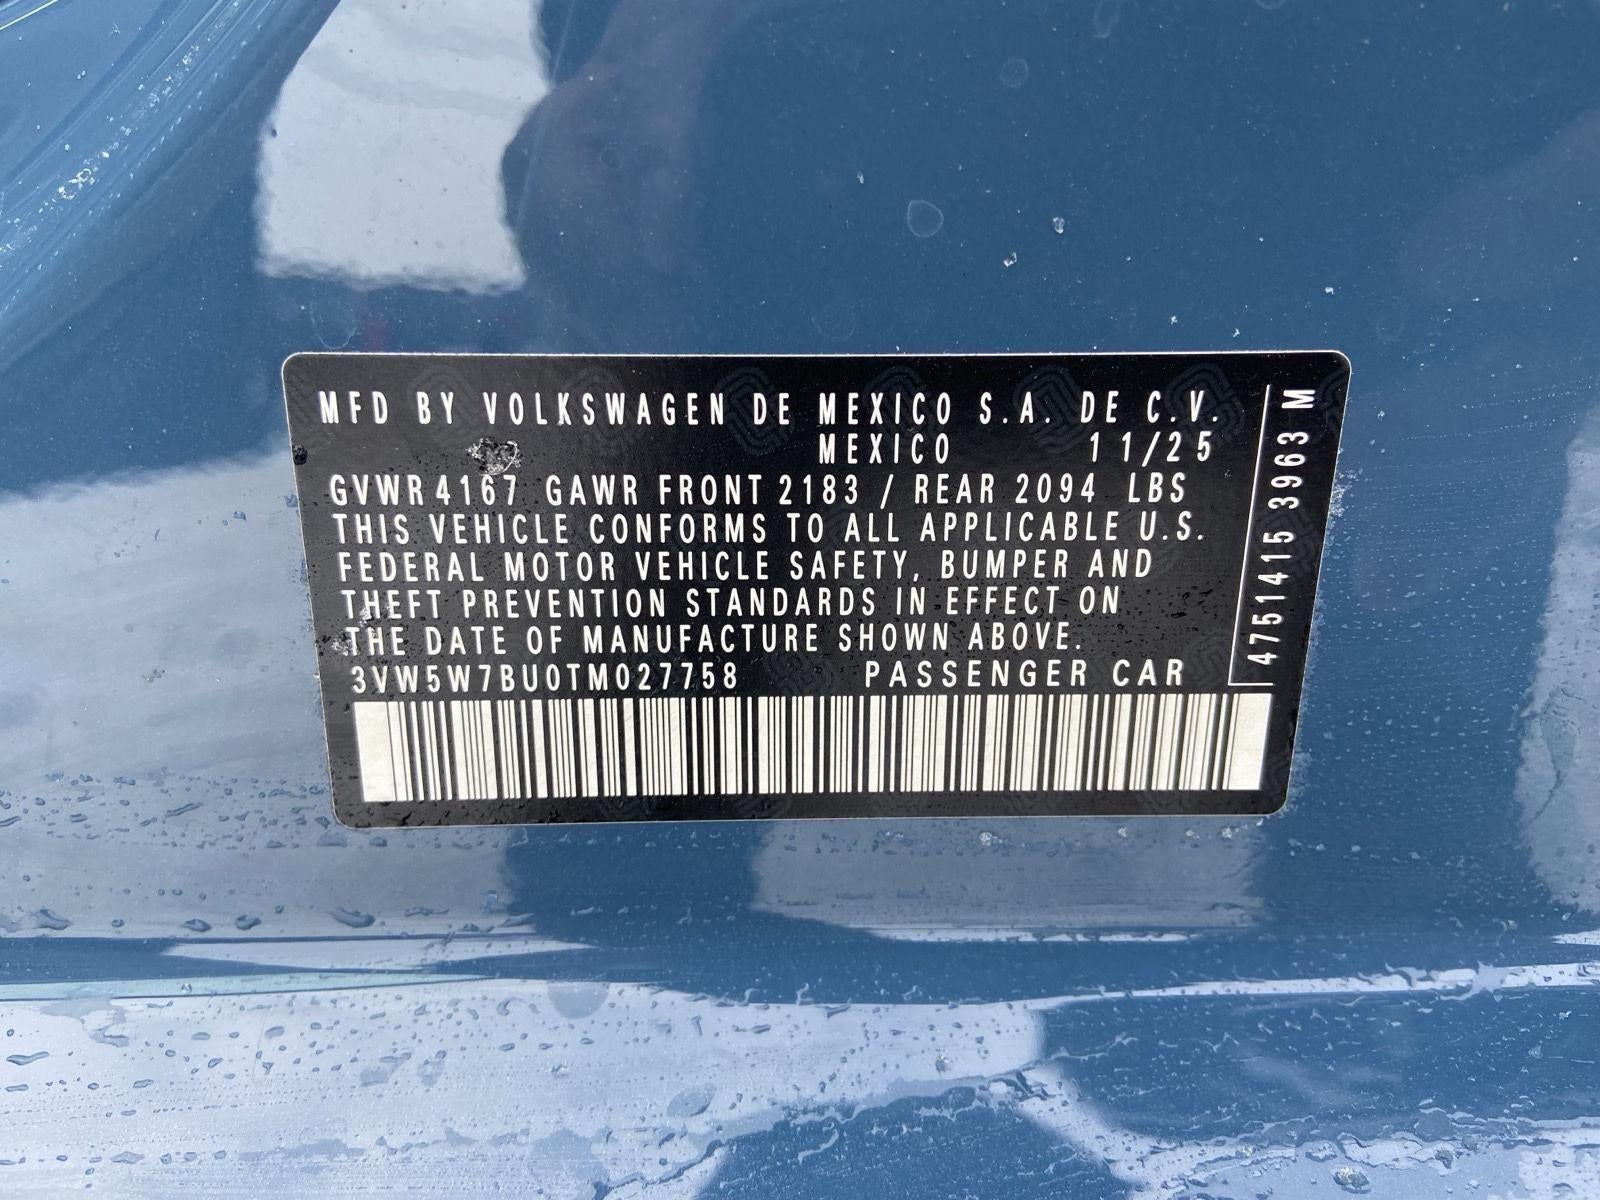 MFD BY VOLKSWAGEN DE MEXICO S.A. DE C.V.
MEXICO 11/25
GVWR 4167 GAWR FRONT 2183 / REAR 2094 LBS
THIS VEHICLE CONFORMS TO ALL APPLICABLE U.S.
FEDERAL MOTOR VEHICLE SAFETY, BUMPER AND
THEFT PREVENTION STANDARDS IN EFFECT ON
THE DATE OF MANUFACTURE SHOWN ABOVE.
3VW5W7BU0TM027758 PASSENGER CAR
47514415 3963 M